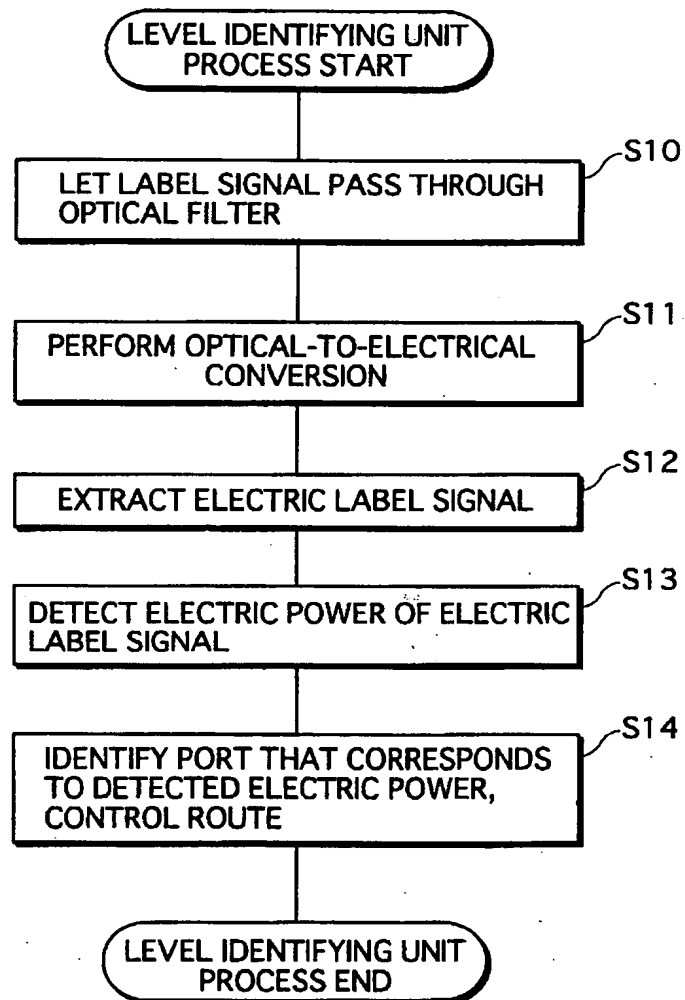 LEVEL IDENTIFYING UNIT
PROCESS START
S10
LET LABEL SIGNAL PASS THROUGH
OPTICAL FILTER
S11
PERFORM OPTICAL-TO-ELECTRICAL
CONVERSION
S12
EXTRACT ELECTRIC LABEL SIGNAL
S13
DETECT ELECTRIC POWER OF ELECTRIC
LABEL SIGNAL
S14
IDENTIFY PORT THAT CORRESPONDS
TO DETECTED ELECTRIC POWER,
CONTROL ROUTE
LEVEL IDENTIFYING UNIT
PROCESS END